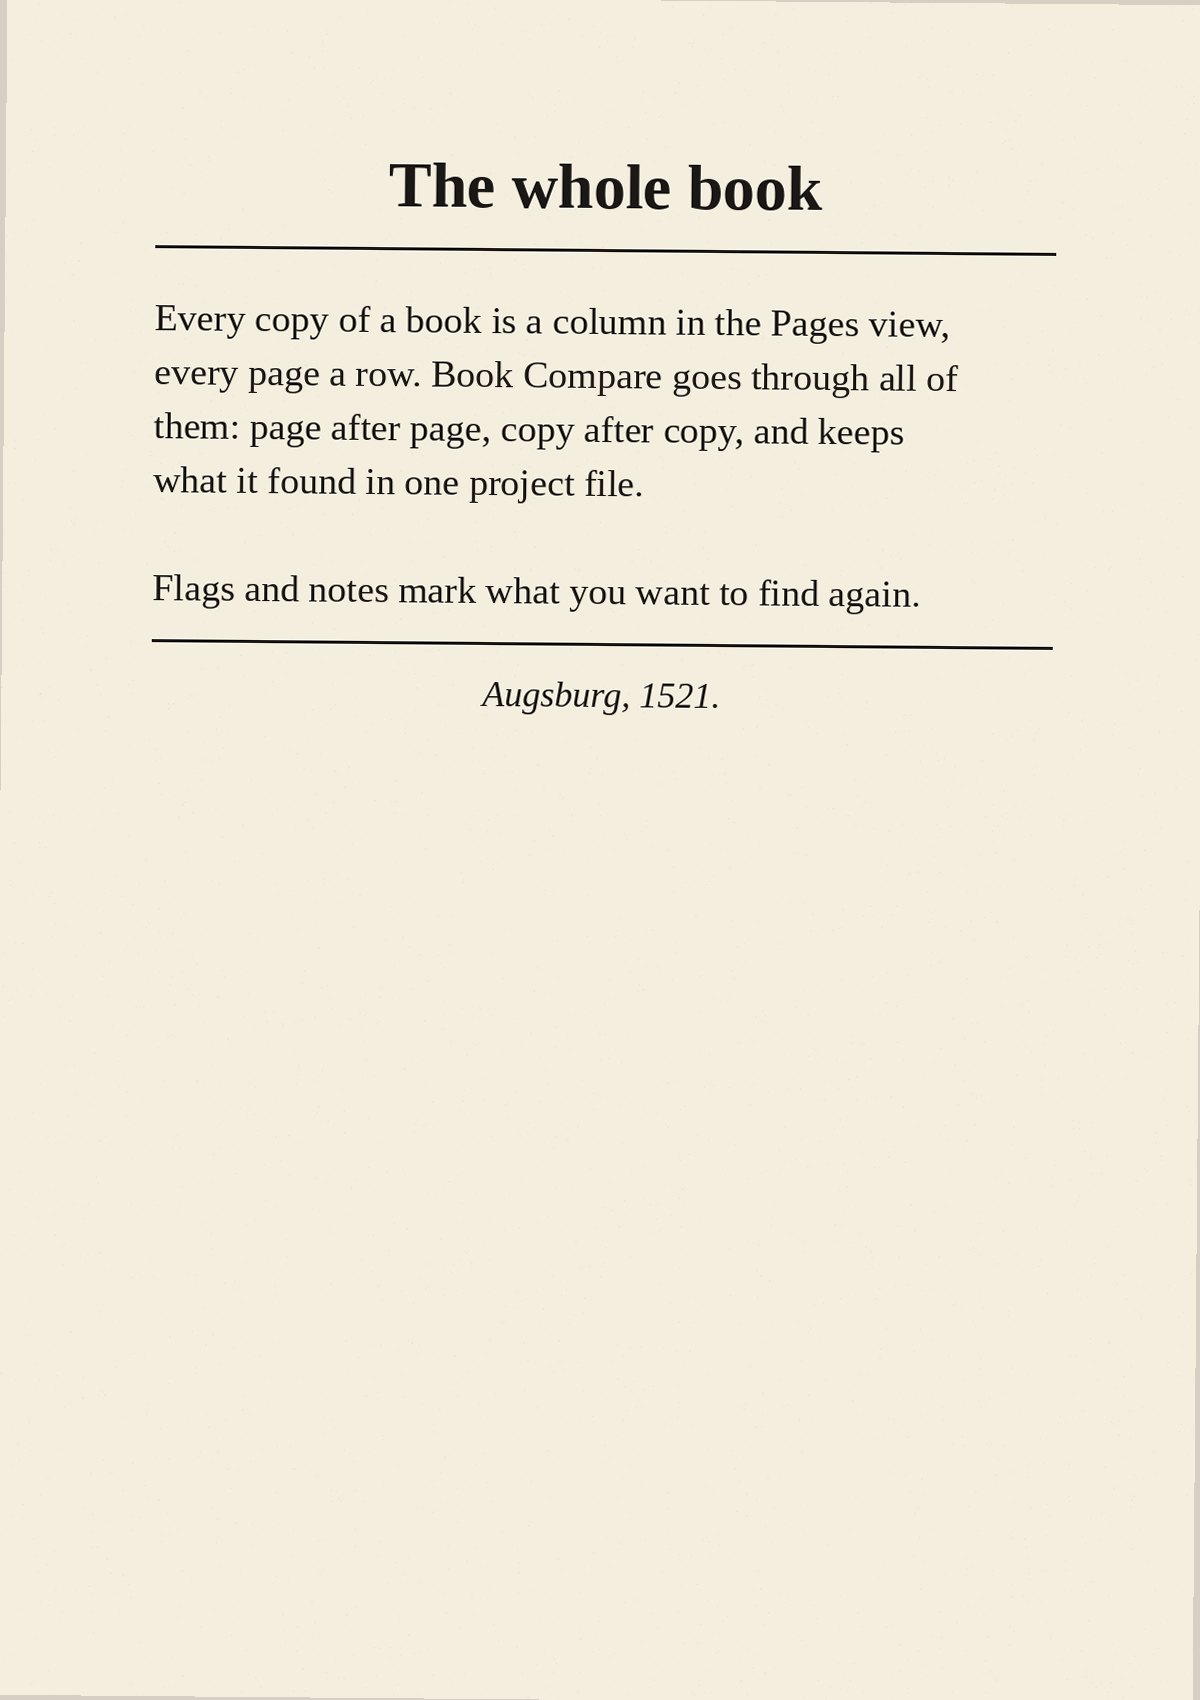 The whole book
Every copy of a book is a column in the Pages view,
every page a row. Book Compare goes through all of
them: page after page, copy after copy, and keeps
what it found in one project file.
Flags and notes mark what you want to find again.
Augsburg, 1521.